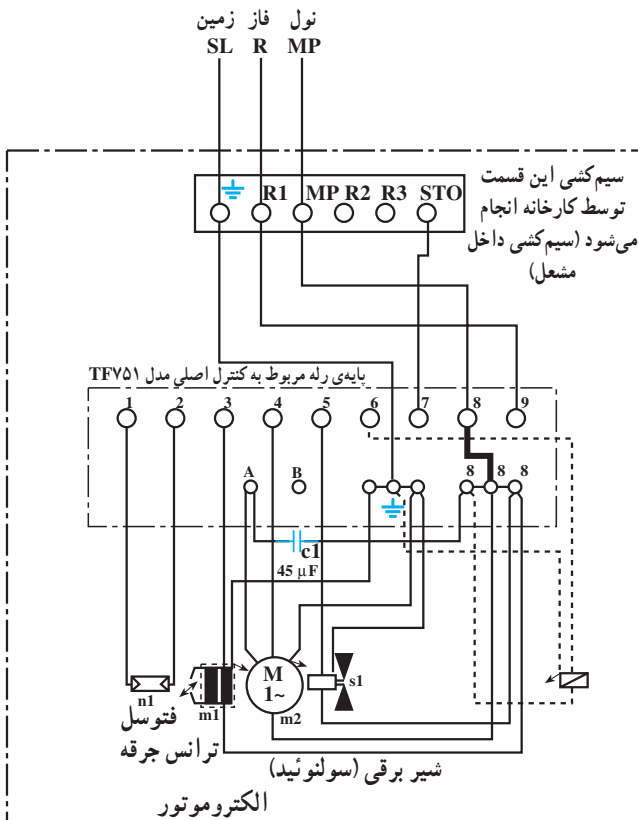 زمین فاز نول
SL R MP
R1 MP R2 R3 STO
سیم‌کشی این قسمت
توسط کارخانه انجام
می‌شود (سیم‌کشی داخل
مشعل)
پایه‌ی رله مربوط به کنترل اصلی مدل TF۷۵۱
1 2 3 4 5 6 7 8 9
A B 8 8 8
c1
45 µF
M
1~
n1 m1 m2 s1
فتوسل
ترانس جرقه
شیر برقی (سولنوئید)
الکتروموتور